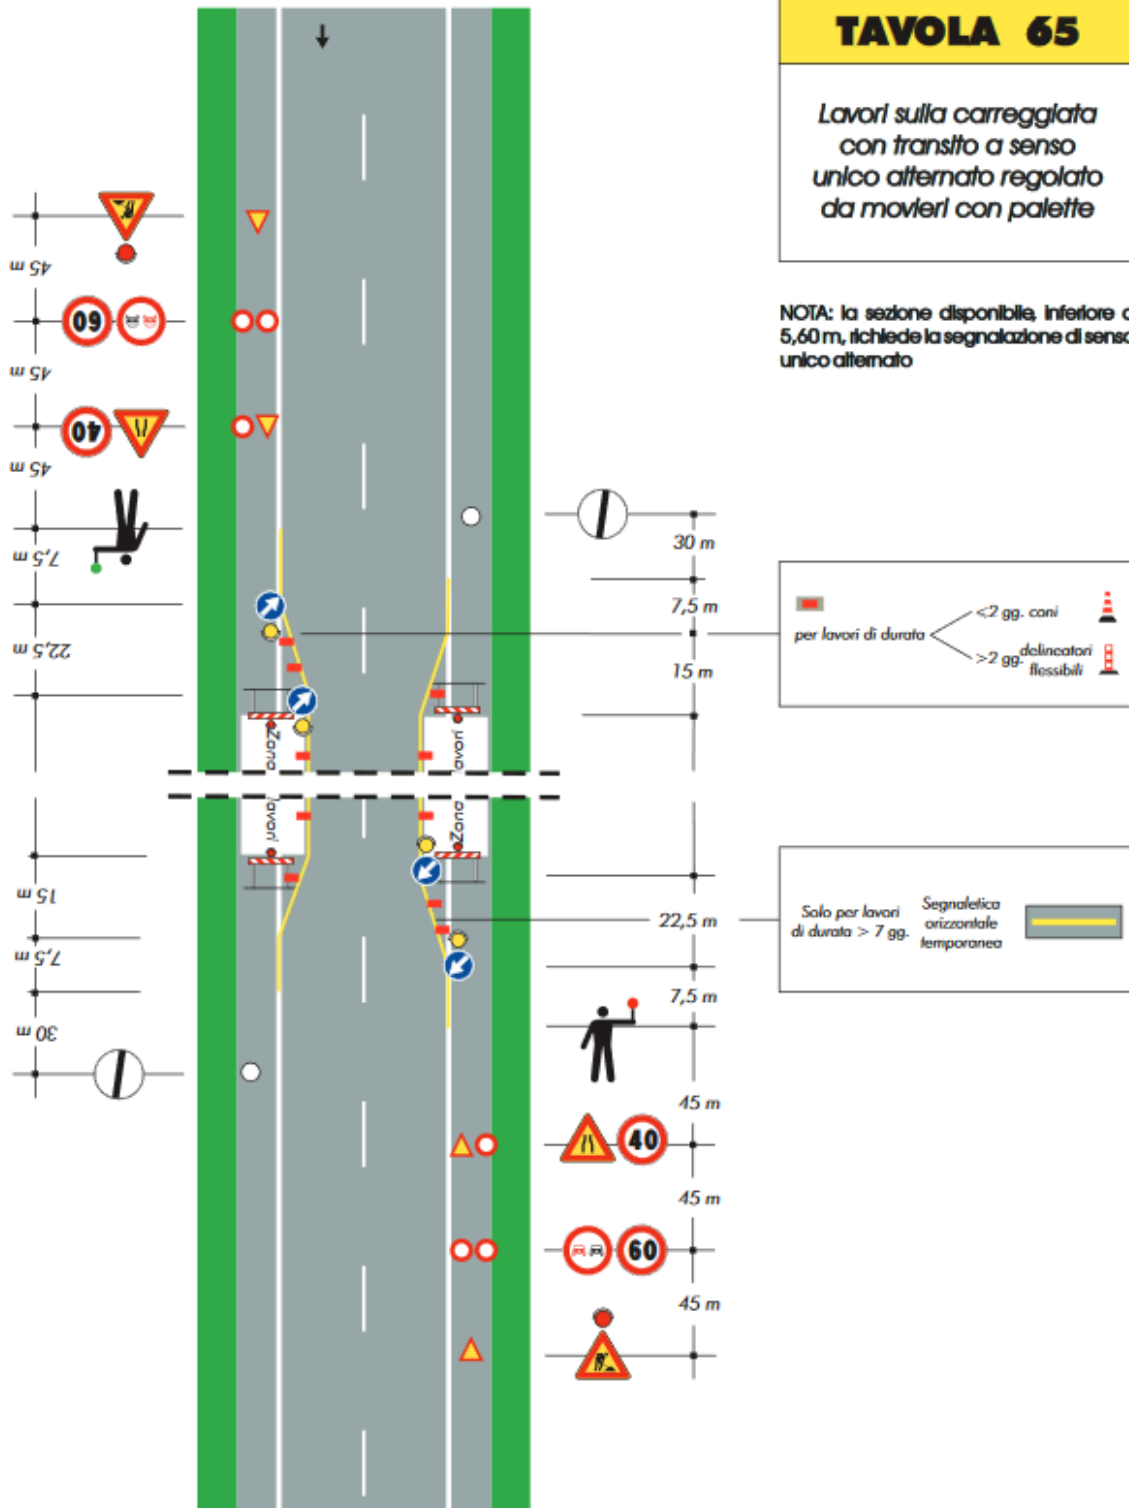 TAVOLA 65
Lavori sulla carreggiata
con transito a senso
unico alternato regolato
da movieri con palette
NOTA: la sezione disponibile, inferiore a
5,60 m, richiede la segnalazione di senso
unico alternato
45 m
60
45 m
40
45 m
7,5 m
22,5 m
30 m
7,5 m
15 m
per lavori di durata
<2 gg. coni
>2 gg. delineatori
flessibili
Zona
lavori
lavori
Zona
15 m
7,5 m
30 m
22,5 m
7,5 m
45 m
40
45 m
60
45 m
Solo per lavori
di durata > 7 gg.
Segnaletica
orizzontale
temporanea